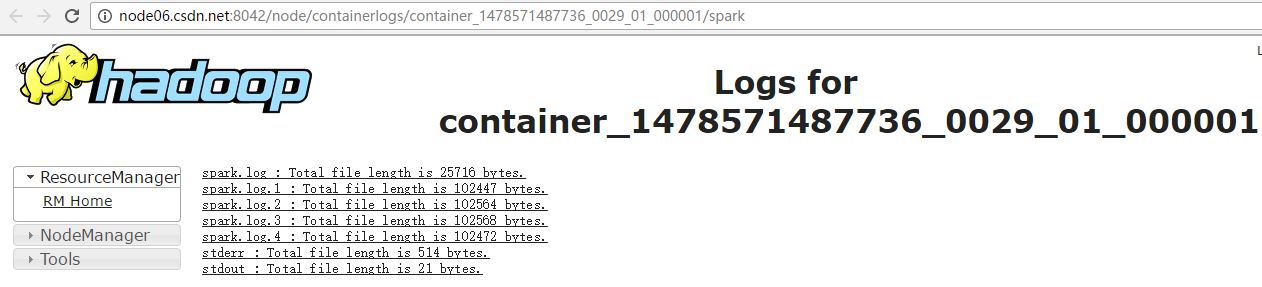 node06.csdn.net:8042/node/containerlogs/container_1478571487736_0029_01_000001/spark
hadoop
L
Logs for
container_1478571487736_0029_01_000001
ResourceManager
RM Home
NodeManager
Tools
spark.log : Total file length is 25716 bytes.
spark.log.1 : Total file length is 102447 bytes.
spark.log.2 : Total file length is 102564 bytes.
spark.log.3 : Total file length is 102568 bytes.
spark.log.4 : Total file length is 102472 bytes.
stderr : Total file length is 514 bytes.
stdout : Total file length is 21 bytes.